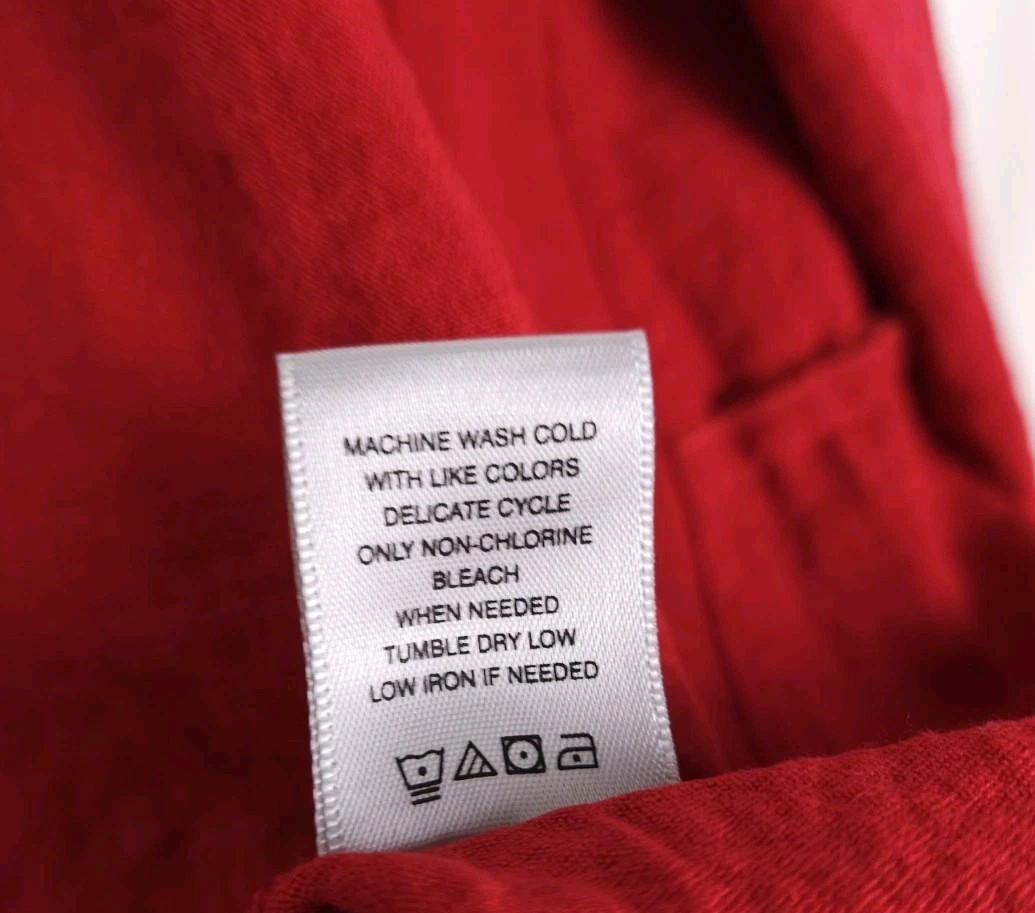 MACHINE WASH COLD
WITH LIKE COLORS
DELICATE CYCLE
ONLY NON-CHLORINE
BLEACH
WHEN NEEDED
TUMBLE DRY LOW
LOW IRON IF NEEDED